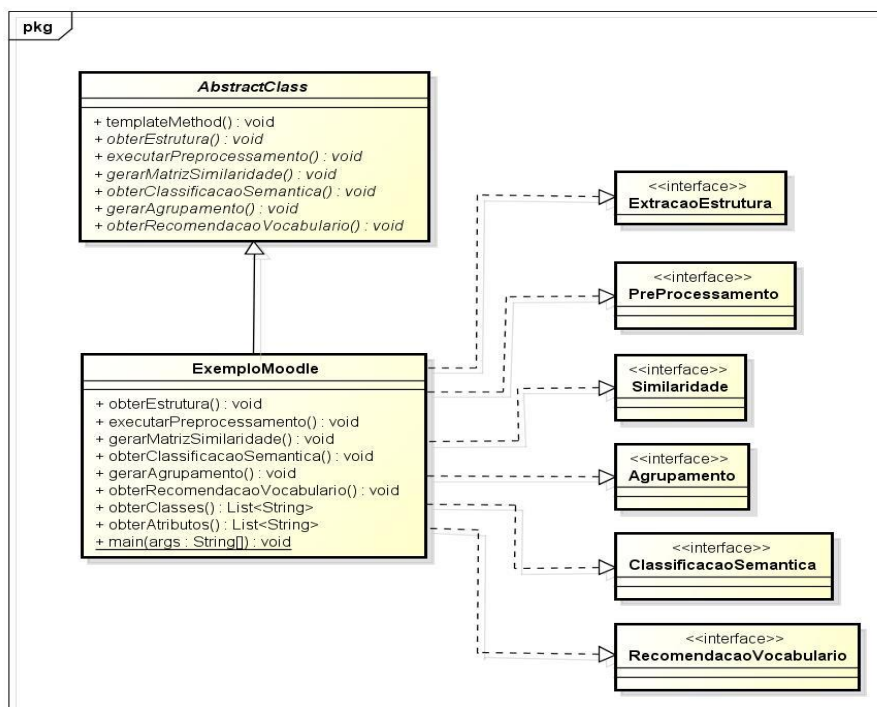 pkg
AbstractClass
+ templateMethod() : void
+ obterEstrutura() : void
+ executarPreprocessamento() : void
+ gerarMatrizSimilaridade() : void
+ obterClassificacaoSemantica() : void
+ gerarAgrupamento() : void
+ obterRecomendacaoVocabulario() : void
ExemploMoodle
+ obterEstrutura() : void
+ executarPreprocessamento() : void
+ gerarMatrizSimilaridade() : void
+ obterClassificacaoSemantica() : void
+ gerarAgrupamento() : void
+ obterRecomendacaoVocabulario() : void
+ obterClasses() : List<String>
+ obterAtributos() : List<String>
+ main(args : String[]) : void
<<interface>>
ExtracaoEstrutura
<<interface>>
PreProcessamento
<<interface>>
Similaridade
<<interface>>
Agrupamento
<<interface>>
ClassificacaoSemantica
<<interface>>
RecomendacaoVocabulario